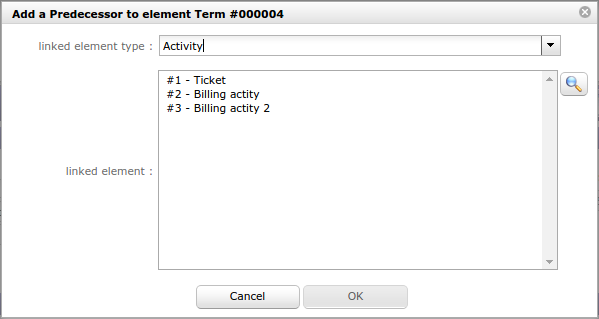 Add a Predecessor to element Term #000004
linked element type : Activity
#1 - Ticket
#2 - Billing actity
#3 - Billing actity 2
linked element :
Cancel OK